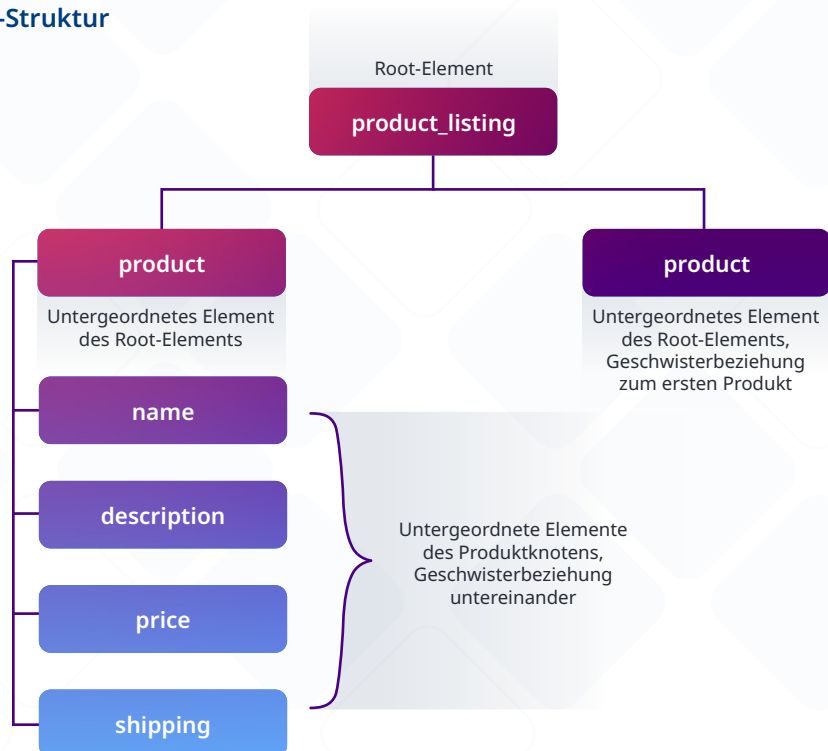 -Struktur
Root-Element
product_listing
product
Untergeordnetes Element
des Root-Elements
product
Untergeordnetes Element
des Root-Elements,
Geschwisterbeziehung
zum ersten Produkt
name
description
price
shipping
Untergeordnete Elemente
des Produktknotens,
Geschwisterbeziehung
untereinander